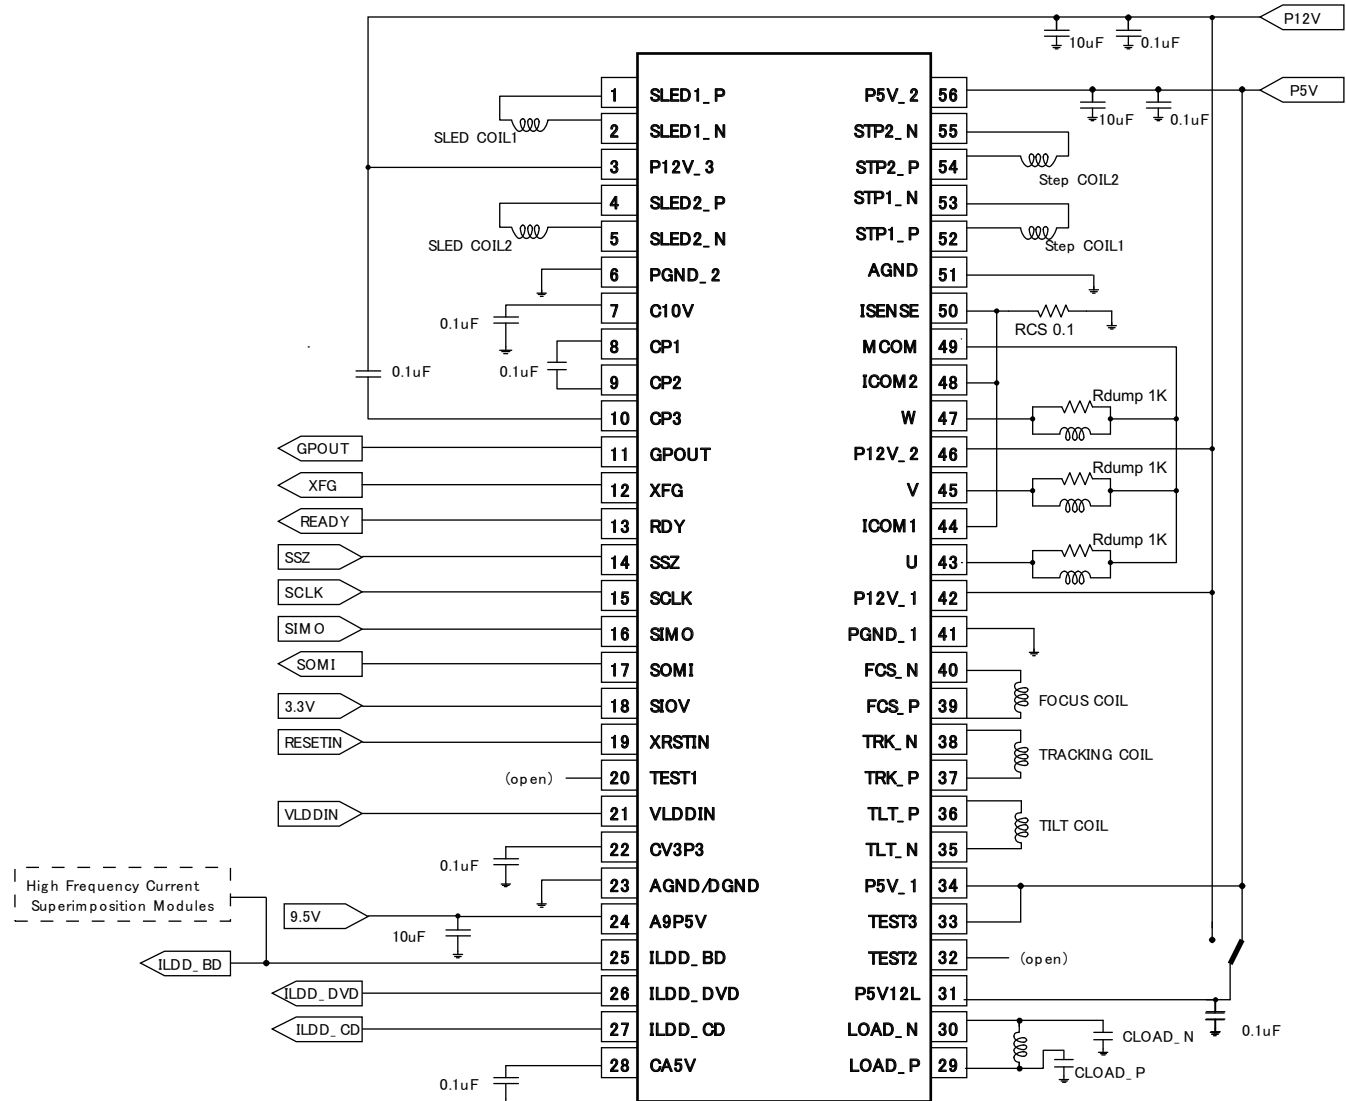 P12V
10uF
0.1uF
P5V
10uF
0.1uF
SLED COIL1
SLED COIL2
0.1uF
0.1uF
0.1uF
GPOUT
XFG
READY
SSZ
SCLK
SIMO
SOMI
3.3V
RESETIN
(open)
VLDDIN
0.1uF
High Frequency Current
Superimposition Modules
9.5V
10uF
ILDD_BD
ILDD_DVD
ILDD_CD
0.1uF
1 SLED1_P
2 SLED1_N
3 P12V_3
4 SLED2_P
5 SLED2_N
6 PGND_2
7 C10V
8 CP1
9 CP2
10 CP3
11 GPOUT
12 XFG
13 RDY
14 SSZ
15 SCLK
16 SIMO
17 SOMI
18 SIOV
19 XRSTIN
20 TEST1
21 VLDDIN
22 CV3P3
23 AGND/DGND
24 A9P5V
25 ILDD_BD
26 ILDD_DVD
27 ILDD_CD
28 CA5V
P5V_2 56
STP2_N 55
STP2_P 54
STP1_N 53
STP1_P 52
AGND 51
ISENSE 50
MCOM 49
ICOM2 48
W 47
P12V_2 46
V 45
ICOM1 44
U 43
P12V_1 42
PGND_1 41
FCS_N 40
FCS_P 39
TRK_N 38
TRK_P 37
TLT_P 36
TLT_N 35
P5V_1 34
TEST3 33
TEST2 32
P5V12L 31
LOAD_N 30
LOAD_P 29
Step COIL2
Step COIL1
RCS 0.1
Rdump 1K
Rdump 1K
Rdump 1K
FOCUS COIL
TRACKING COIL
TILT COIL
(open)
0.1uF
CLOAD_N
CLOAD_P